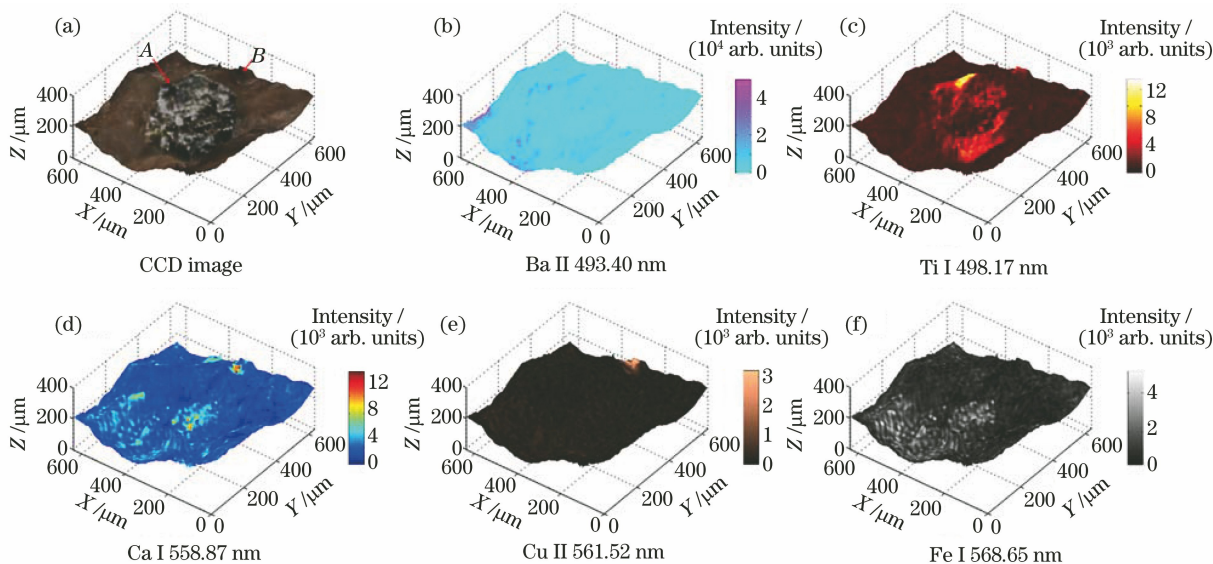 (a)
A
B
Z /μm
400
200
0
600
400
200
0
X /μm
0
200
400
600
Y /μm
CCD image
(b)
Intensity /
(10⁴ arb. units)
4
2
0
Z /μm
400
200
0
600
400
200
0
X /μm
0
200
400
600
Y /μm
Ba II 493.40 nm
(c)
Intensity /
(10³ arb. units)
12
8
4
0
Z /μm
400
200
0
600
400
200
0
X /μm
0
200
400
600
Y /μm
Ti I 498.17 nm
(d)
Intensity /
(10³ arb. units)
12
8
4
0
Z /μm
400
200
0
600
400
200
0
X /μm
0
200
400
600
Y /μm
Ca I 558.87 nm
(e)
Intensity /
(10³ arb. units)
3
2
1
0
Z /μm
400
200
0
600
400
200
0
X /μm
0
200
400
600
Y /μm
Cu II 561.52 nm
(f)
Intensity /
(10³ arb. units)
4
2
0
Z /μm
400
200
0
600
400
200
0
X /μm
0
200
400
600
Y /μm
Fe I 568.65 nm